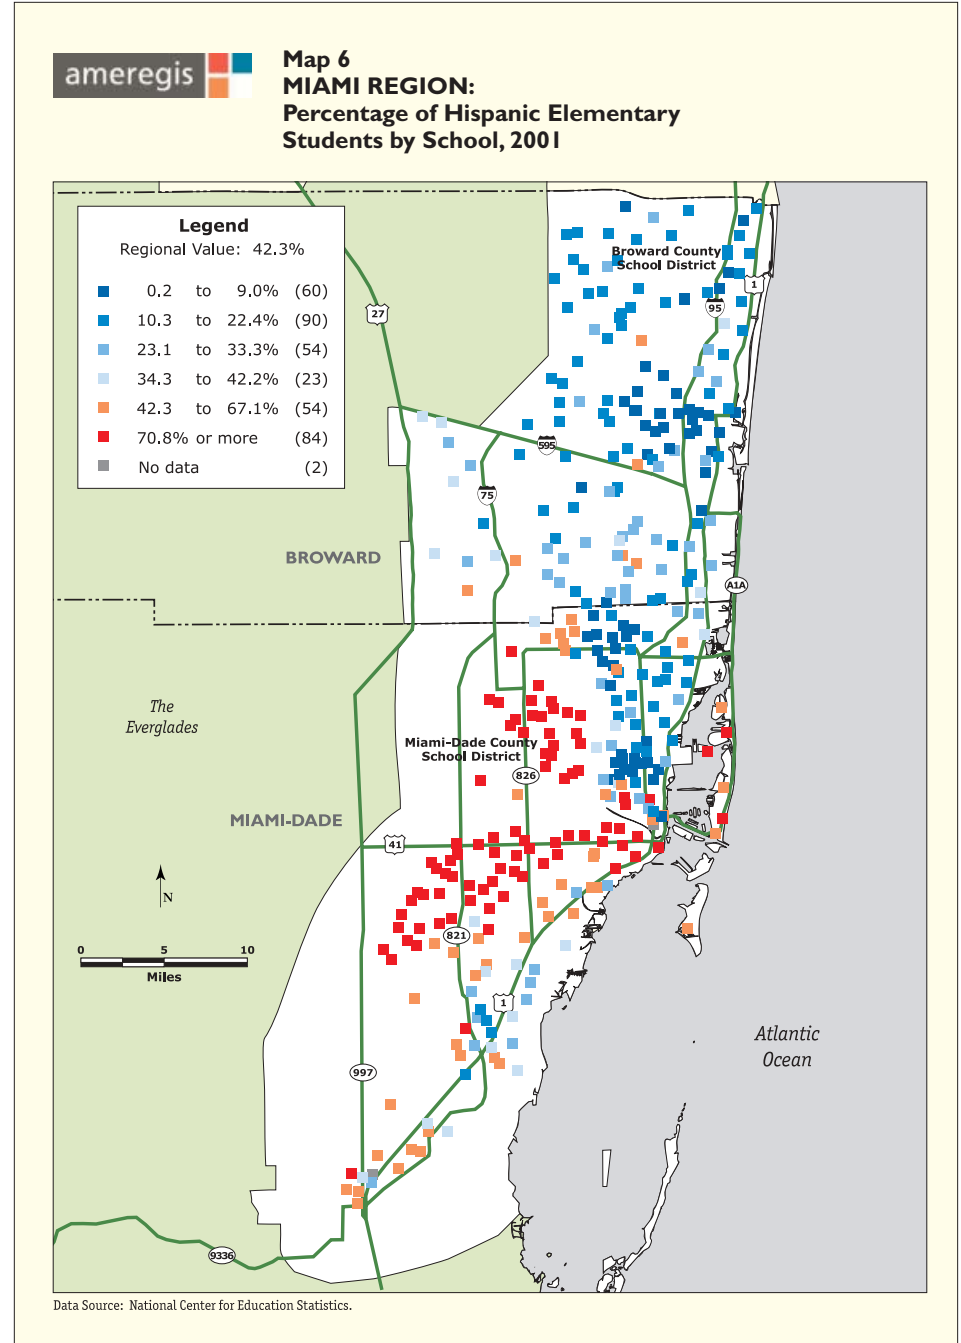 ameregis
Map 6
MIAMI REGION:
Percentage of Hispanic Elementary
Students by School, 2001
Legend
Regional Value: 42.3%
0.2 to 9.0% (60)
10.3 to 22.4% (90)
23.1 to 33.3% (54)
34.3 to 42.2% (23)
42.3 to 67.1% (54)
70.8% or more (84)
No data (2)
Broward County
School District
1
95
27
595
75
BROWARD
A1A
The
Everglades
Miami-Dade County
School District
826
MIAMI-DADE
41
N
821
0 5 10
Miles
1
Atlantic
Ocean
997
9336
Data Source: National Center for Education Statistics.